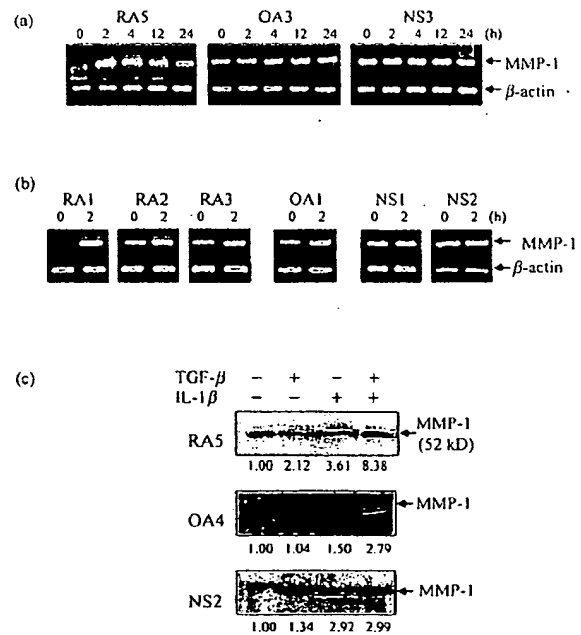 (a)
RA5 OA3 NS3
0 2 4 12 24 0 2 4 12 24 0 2 4 12 24 (h)
MMP-1
β-actin
(b)
RA1 RA2 RA3 OA1 NS1 NS2
0 2 0 2 0 2 0 2 0 2 0 2 (h)
MMP-1
β-actin
(c)
TGF-β − + − +
IL-1β − − + +
RA5 MMP-1
(52 kD)
1.00 2.12 3.61 8.38
OA4 MMP-1
1.00 1.04 1.50 2.79
NS2 MMP-1
1.00 1.34 2.92 2.99